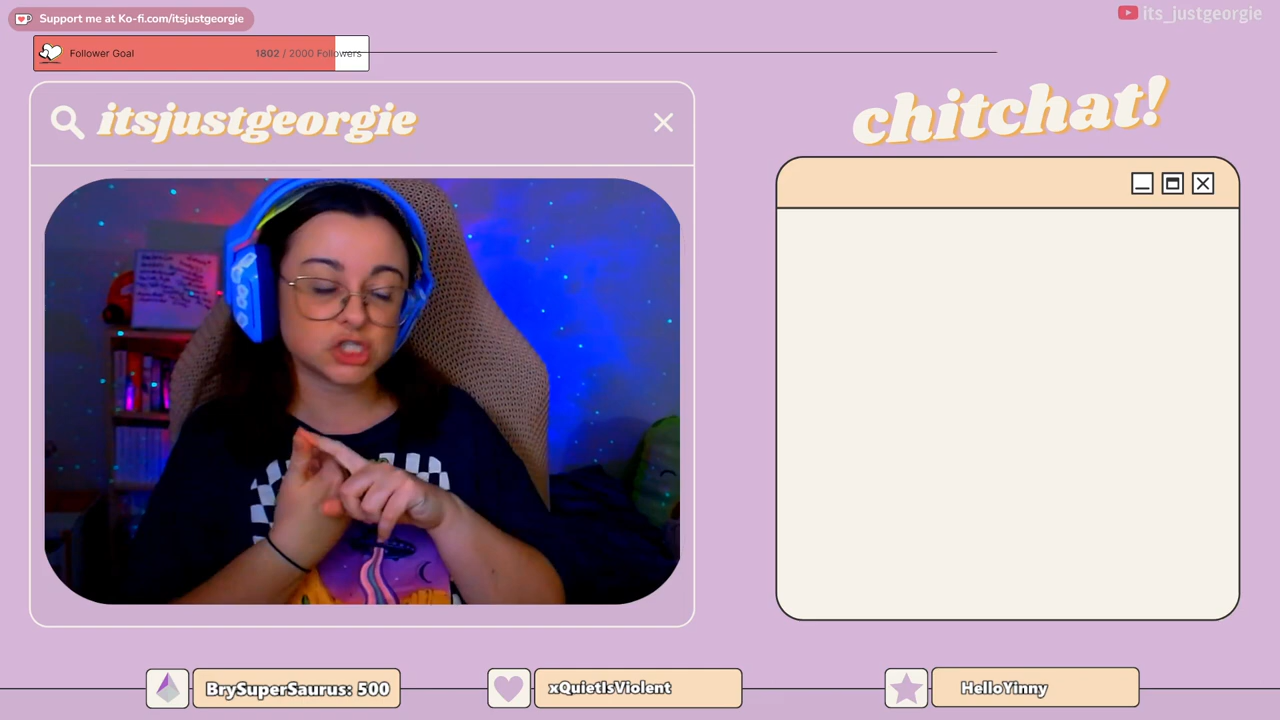 Support me at Ko-fi.com/itsjustgeorgie
its_justgeorgie
Follower Goal
1802 / 2000 Followers
itsjustgeorgie
chitchat!
BrySuperSaurus: 500
xQuietIsViolent
HelloYinny